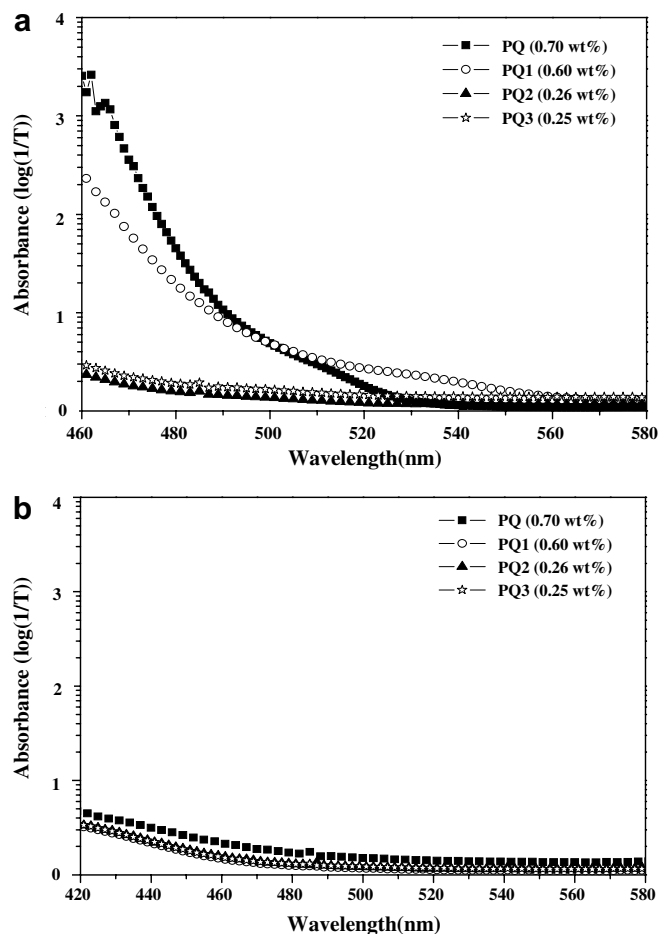 a
4
3
2
1
0
Absorbance (log(1/T))
PQ (0.70 wt%)
PQ1 (0.60 wt%)
PQ2 (0.26 wt%)
PQ3 (0.25 wt%)
460 480 500 520 540 560 580
Wavelength(nm)
b
4
3
2
1
0
Absorbance (log(1/T))
PQ (0.70 wt%)
PQ1 (0.60 wt%)
PQ2 (0.26 wt%)
PQ3 (0.25 wt%)
420 440 460 480 500 520 540 560 580
Wavelength(nm)